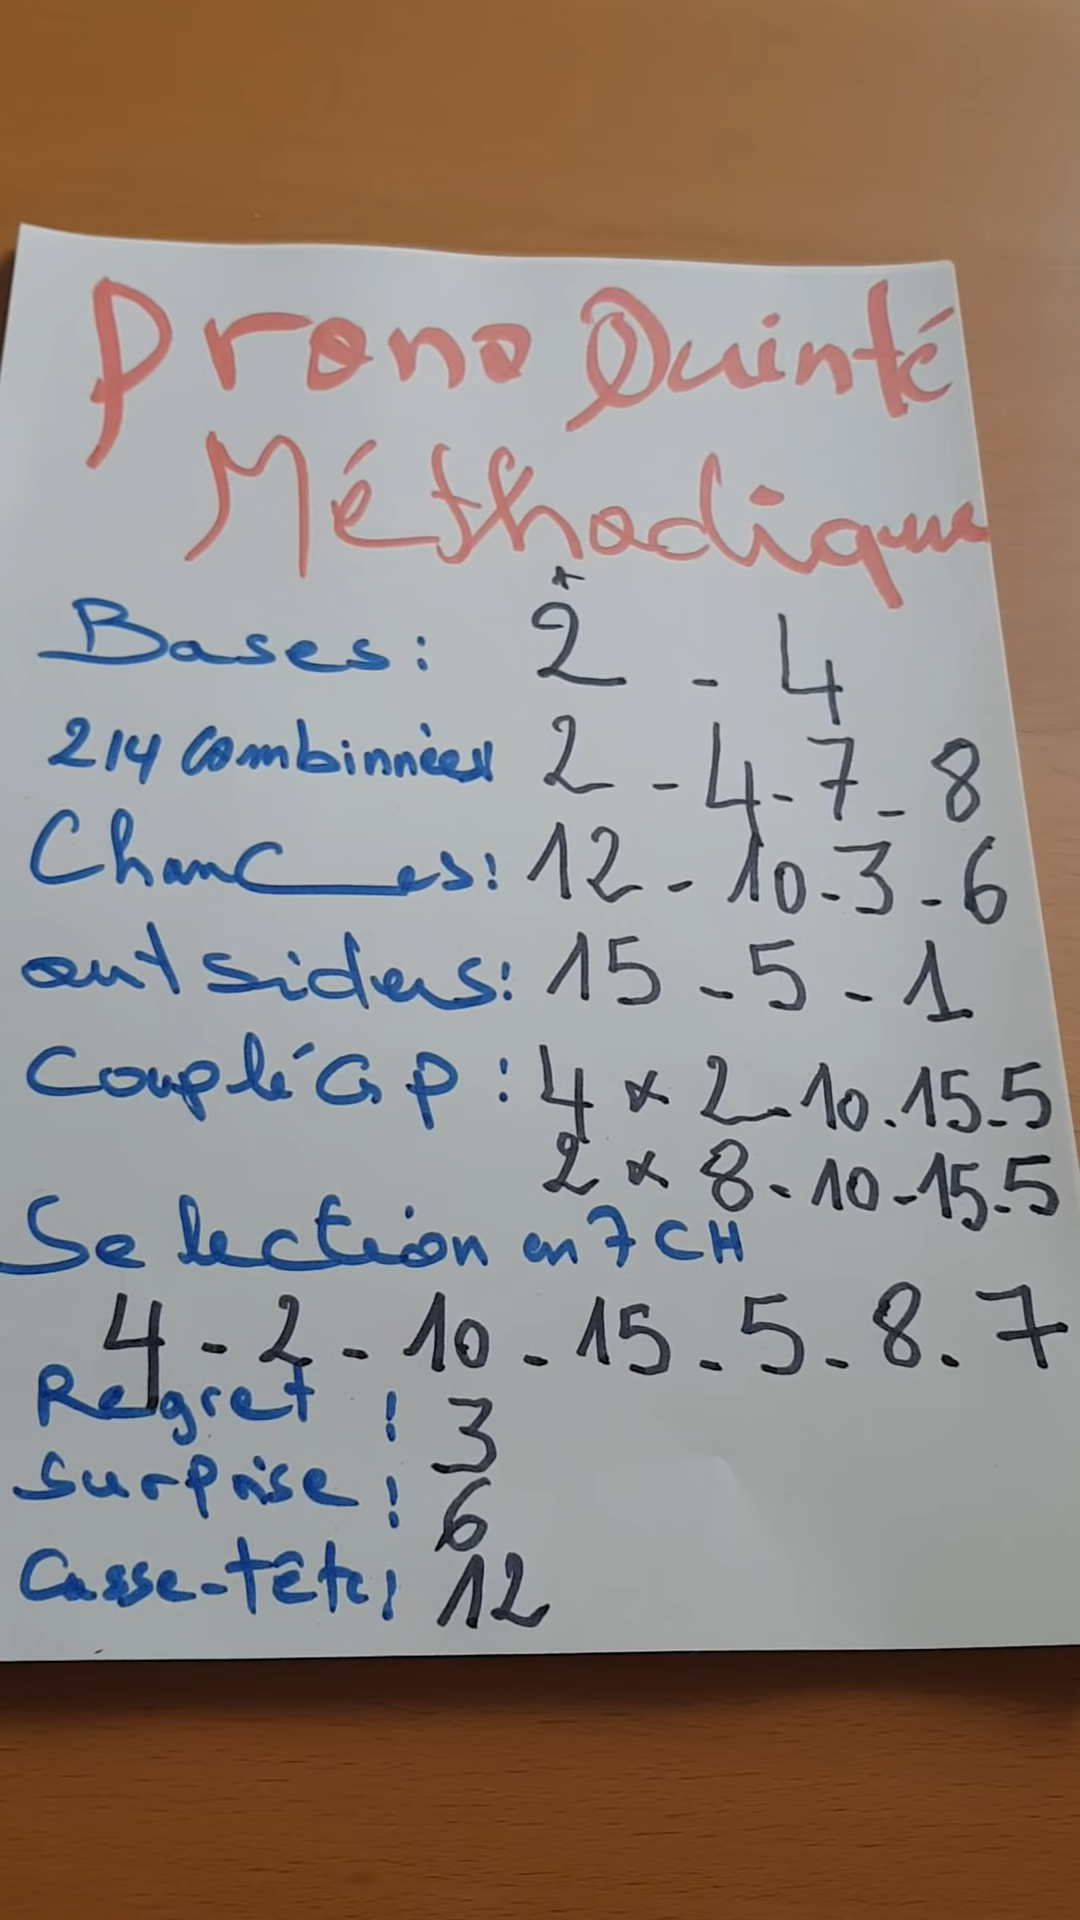 Prono Quinté
Méthodique
*
Bases: 2 - 4
2/4 Combinnées 2 - 4 - 7 - 8
Chances: 12 - 10 - 3 - 6
outsiders: 15 - 5 - 1
Couplé G P : 4 x 2 - 10 . 15 - 5
2 x 8 - 10 - 15 - 5
Selection en 7 CH
4 - 2 - 10 - 15 - 5 - 8 . 7
Regret : 3
Surprise : 6
Casse-tête : 12